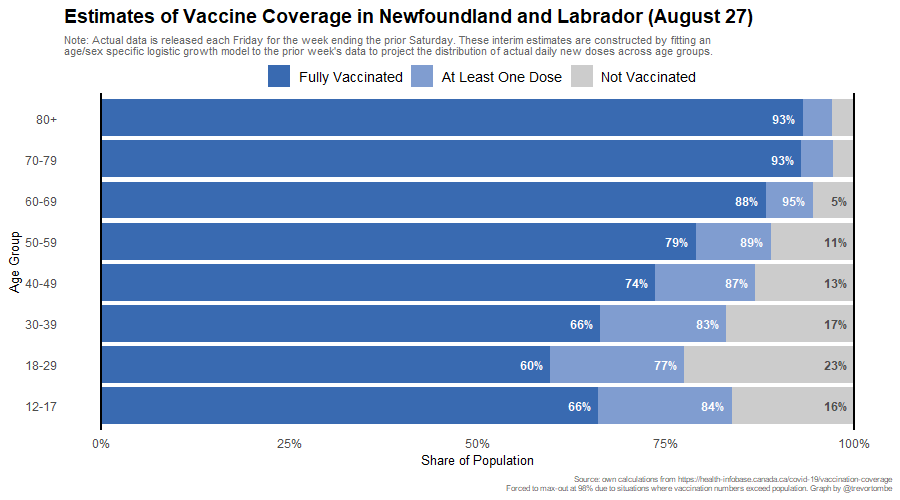 Estimates of Vaccine Coverage in Newfoundland and Labrador (August 27)
Note: Actual data is released each Friday for the week ending the prior Saturday. These interim estimates are constructed by fitting an
age/sex specific logistic growth model to the prior week's data to project the distribution of actual daily new doses across age groups.
Fully Vaccinated At Least One Dose Not Vaccinated
Age Group
80+ 93%
70-79 93%
60-69 88% 95% 5%
50-59 79% 89% 11%
40-49 74% 87% 13%
30-39 66% 83% 17%
18-29 60% 77% 23%
12-17 66% 84% 16%
0% 25% 50% 75% 100%
Share of Population
Source: own calculations from https://health-infobase.canada.ca/covid-19/vaccination-coverage
Forced to max-out at 98% due to situations where vaccination numbers exceed population. Graph by @trevortombe